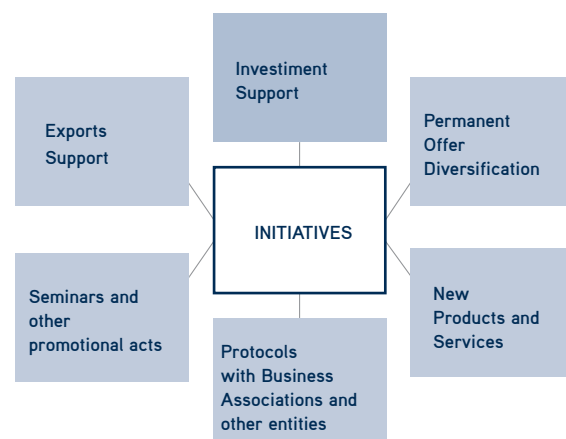 Investiment
Support
Exports
Support
Permanent
Offer
Diversification
INITIATIVES
Seminars and
other
promotional acts
New
Products and
Services
Protocols
with Business
Associations and
other entities